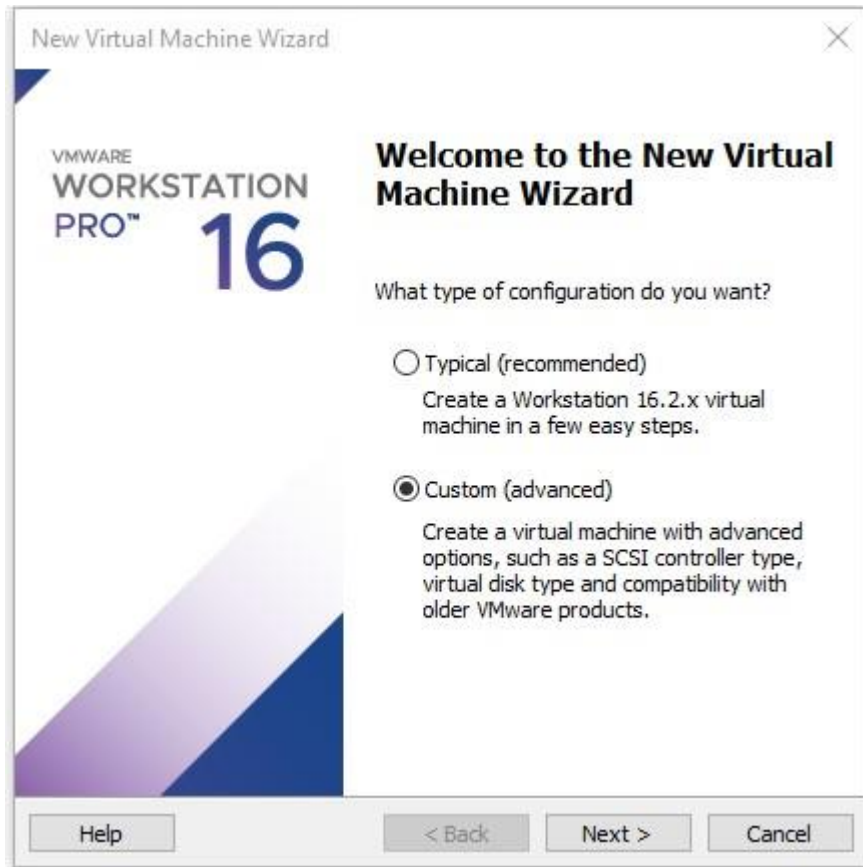 New Virtual Machine Wizard
VMWARE
WORKSTATION
PRO™ 16
Welcome to the New Virtual
Machine Wizard
What type of configuration do you want?
Typical (recommended)
Create a Workstation 16.2.x virtual
machine in a few easy steps.
Custom (advanced)
Create a virtual machine with advanced
options, such as a SCSI controller type,
virtual disk type and compatibility with
older VMware products.
Help
< Back
Next >
Cancel